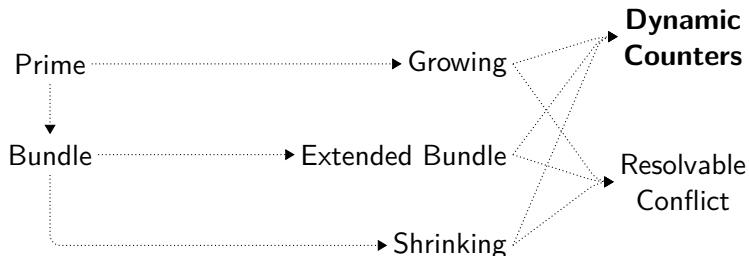 Dynamic
Counters
Prime
Growing
Bundle
Extended Bundle
Resolvable
Conflict
Shrinking